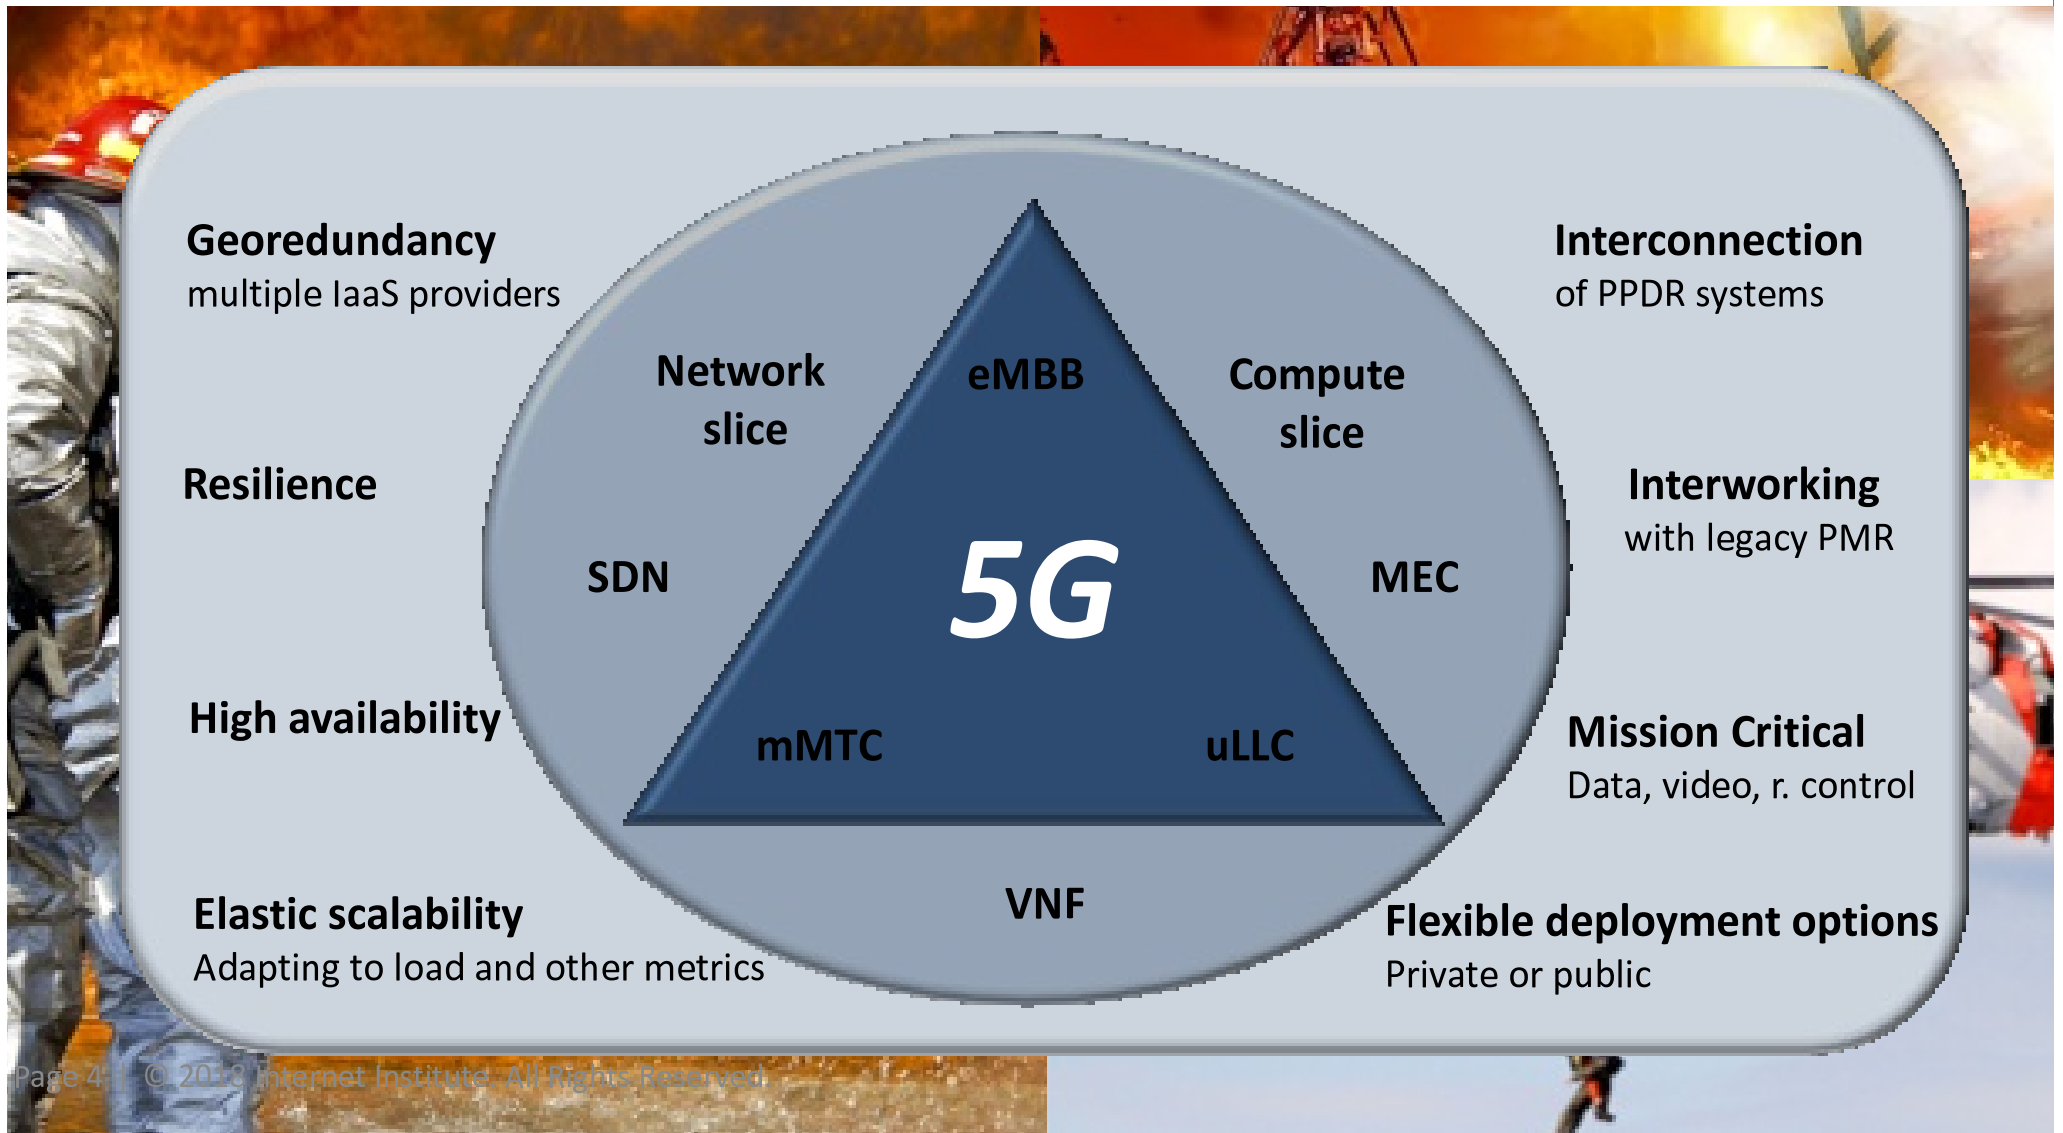 Georedundancy
multiple IaaS providers
Resilience
High availability
Elastic scalability
Adapting to load and other metrics
Network
slice
SDN
eMBB
5G
mMTC
uLLC
VNF
Compute
slice
MEC
Interconnection
of PPDR systems
Interworking
with legacy PMR
Mission Critical
Data, video, r. control
Flexible deployment options
Private or public
Page 4 | © 2018 Internet Institute. All Rights Reserved.